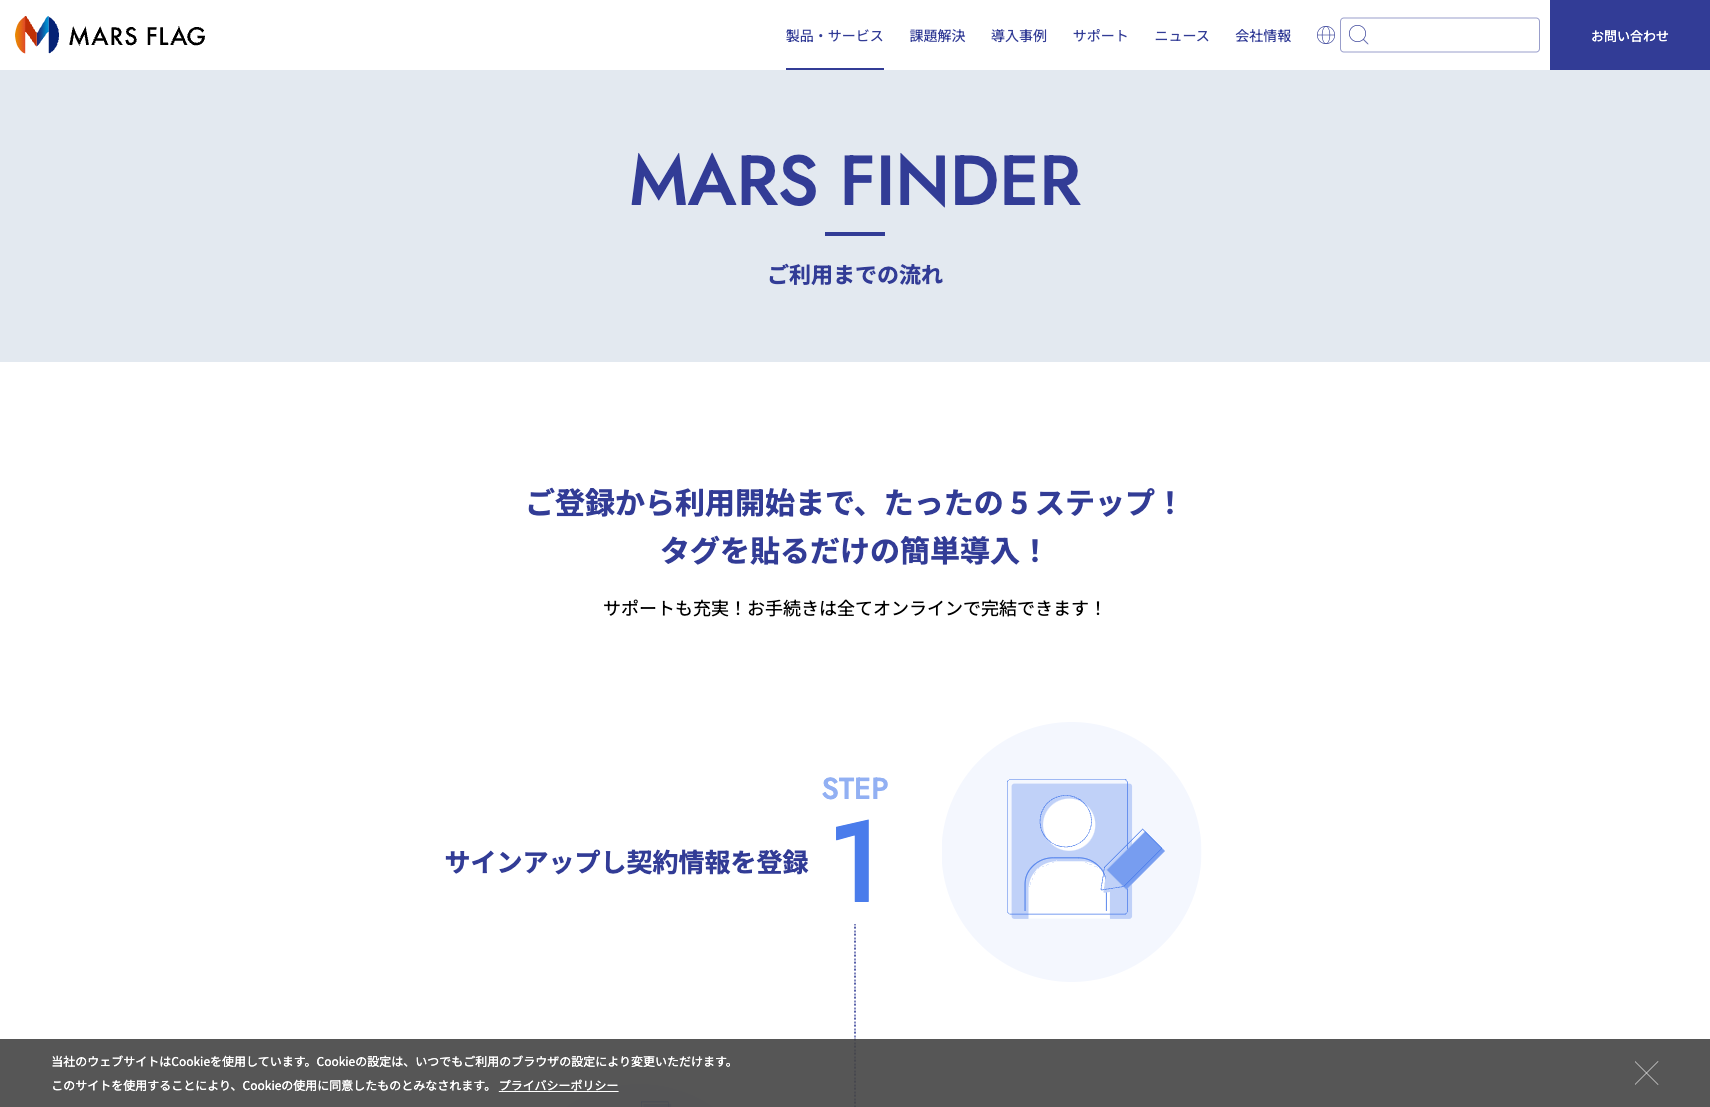 MARS FLAG
製品・サービス 課題解決 導入事例 サポート ニュース 会社情報 お問い合わせ
MARS FINDER
ご利用までの流れ
ご登録から利用開始まで、たったの 5 ステップ！
タグを貼るだけの簡単導入！
サポートも充実！お手続きは全てオンラインで完結できます！
STEP
1
サインアップし契約情報を登録
当社のウェブサイトはCookieを使用しています。Cookieの設定は、いつでもご利用のブラウザの設定により変更いただけます。
このサイトを使用することにより、Cookieの使用に同意したものとみなされます。 プライバシーポリシー